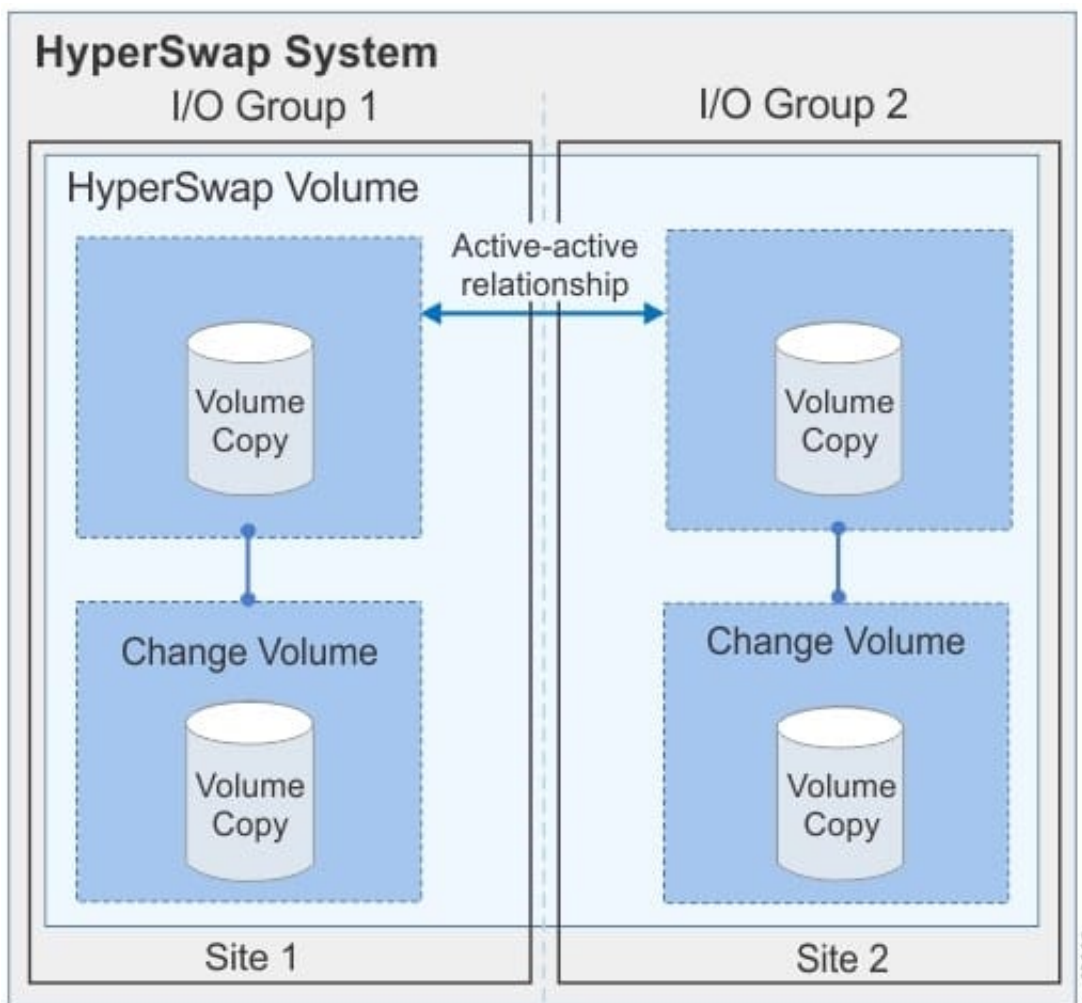 HyperSwap System
I/O Group 1
I/O Group 2
HyperSwap Volume
Active-active
relationship
Volume
Copy
Volume
Copy
Change Volume
Volume
Copy
Change Volume
Volume
Copy
Site 1
Site 2